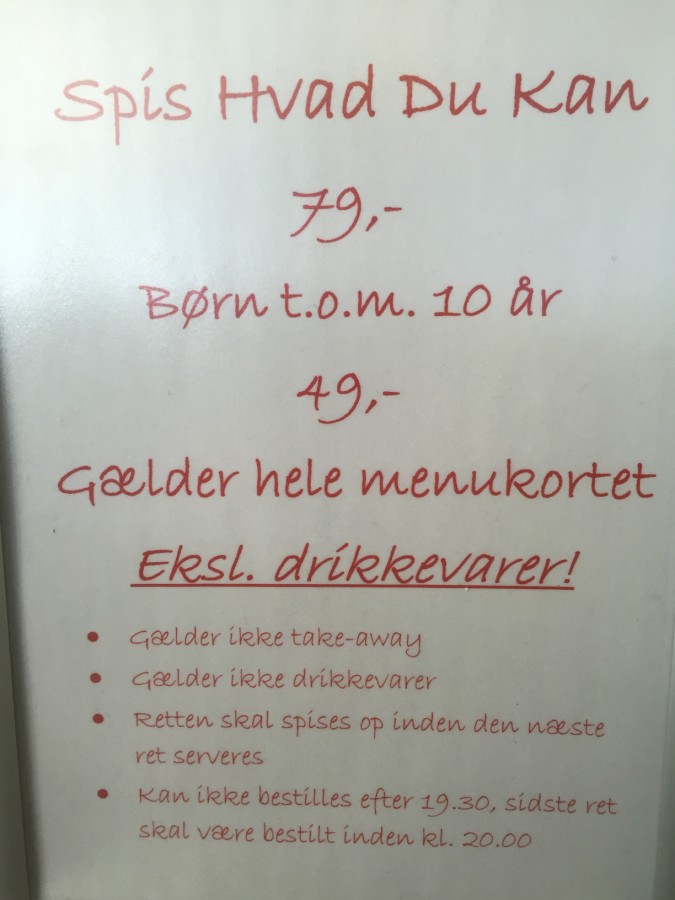 Spis Hvad Du Kan
79,-
Børn t.o.m. 10 år
49,-
Gælder hele menukortet
Eksl. drikkevarer!
• Gælder ikke take-away
• Gælder ikke drikkevarer
• Retten skal spises op inden den næste
ret serveres
• Kan ikke bestilles efter 19.30, sidste ret
skal være bestilt inden kl. 20.00